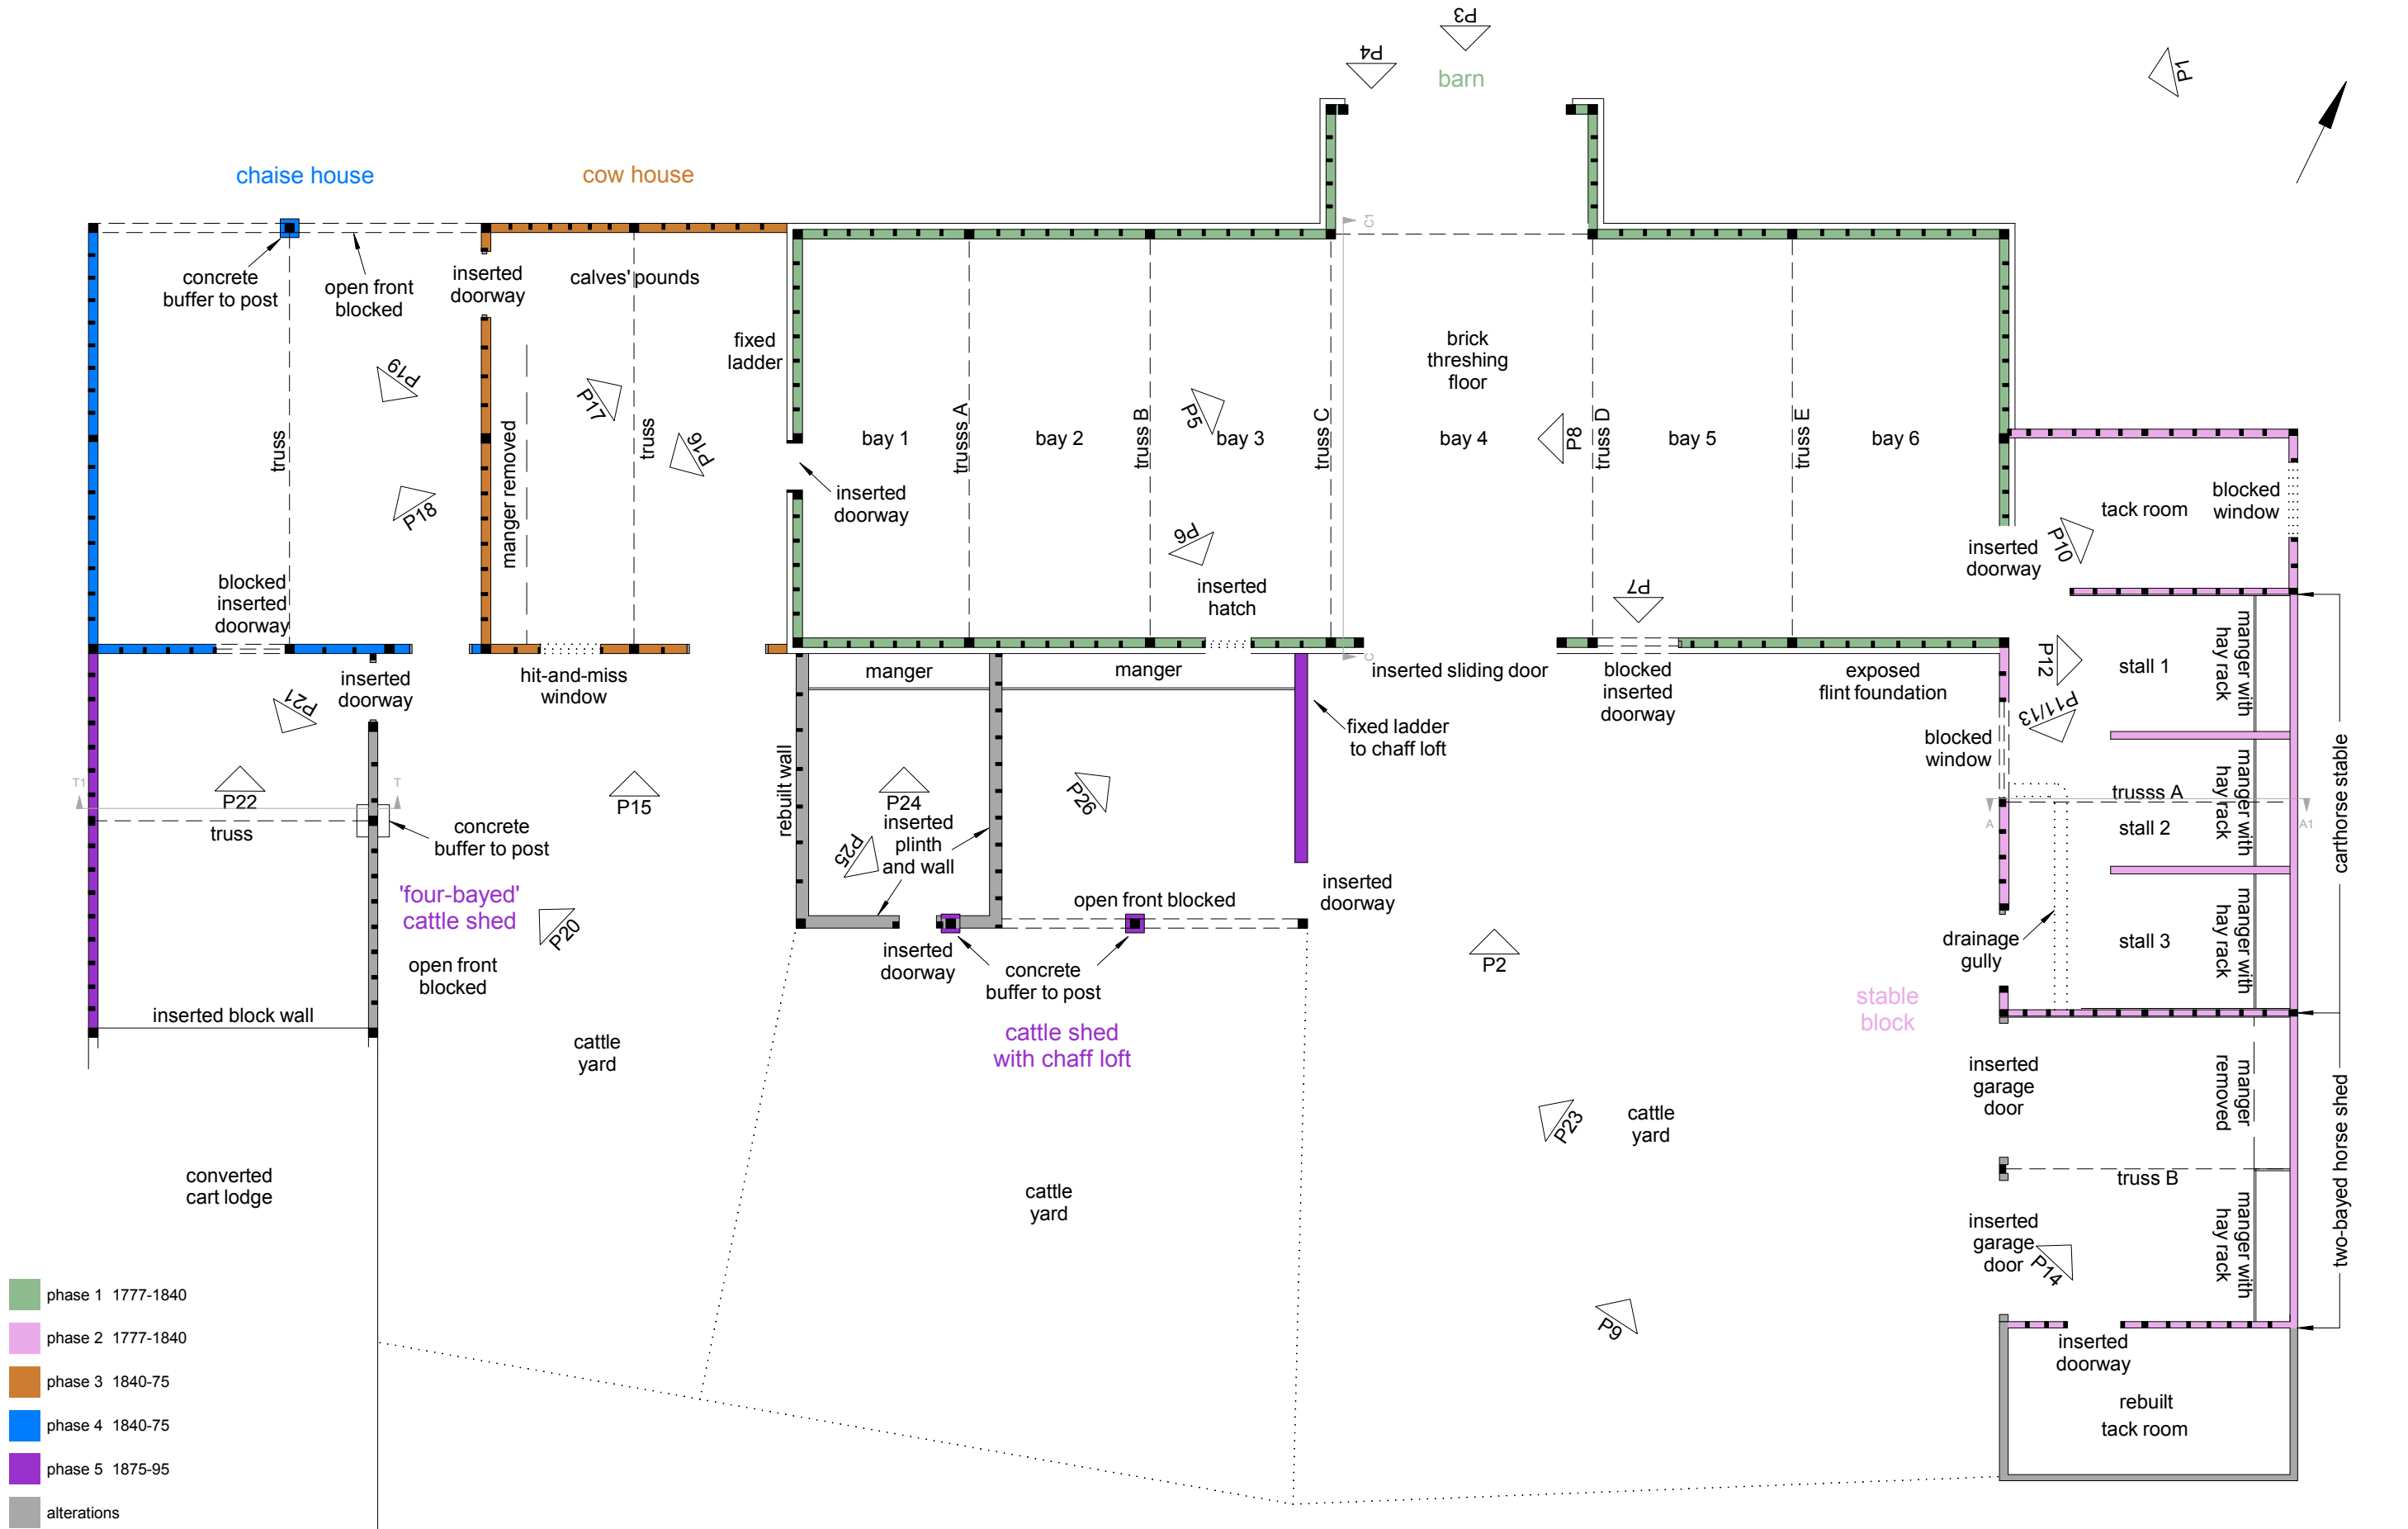 P3
P4
barn
P1
chaise house
cow house
C1
concrete
buffer to post
open front
blocked
inserted
doorway
calves' pounds
fixed
ladder
brick
threshing
floor
P19
P17
P16
P18
truss
manger removed
truss
bay 1
trusss A
bay 2
truss B
P5
bay 3
truss C
bay 4
P8
truss D
bay 5
truss E
bay 6
inserted
doorway
P6
inserted
hatch
P7
tack room
blocked
window
P10
inserted
doorway
blocked
inserted
doorway
P21
inserted
doorway
hit-and-miss
window
manger
manger
C
inserted sliding door
blocked
inserted
doorway
exposed
flint foundation
P12
stall 1
manger with
hay rack
P11/13
blocked
window
fixed ladder
to chaff loft
rebuilt wall
T1
T
P22
truss
concrete
buffer to post
P15
P24
inserted
plinth
and wall
P25
P26
trusss A
A
A1
stall 2
manger with
hay rack
carthorse stable
'four-bayed'
cattle shed
P20
open front
blocked
open front blocked
inserted
doorway
inserted
doorway
concrete
buffer to post
P2
drainage
gully
stall 3
manger with
hay rack
inserted block wall
cattle
yard
cattle shed
with chaff loft
stable
block
inserted
garage
door
manger
removed
P23
cattle
yard
converted
cart lodge
cattle
yard
truss B
two-bayed horse shed
inserted
garage
door
P14
manger with
hay rack
P9
inserted
doorway
rebuilt
tack room
phase 1 1777-1840
phase 2 1777-1840
phase 3 1840-75
phase 4 1840-75
phase 5 1875-95
alterations